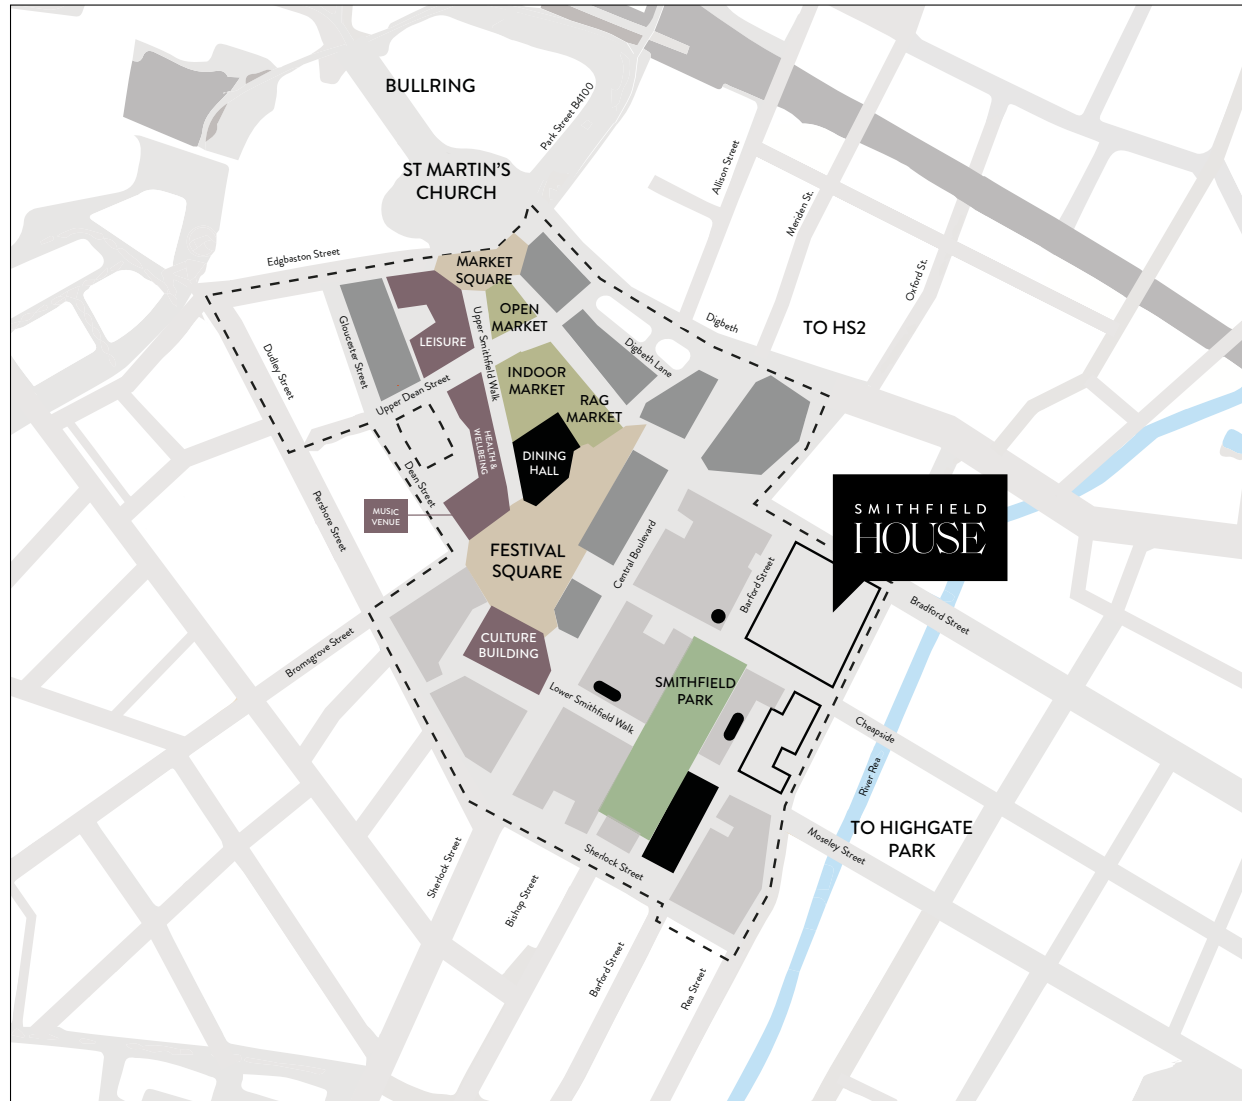 BULLRING
Park Street B4100
ST MARTIN'S
CHURCH
Allison Street
Meriden St.
Oxford St.
Edgbaston Street
MARKET
SQUARE
OPEN
MARKET
Digbeth
TO HS2
Gloucester Street
LEISURE
Upper Smithfield Walk
Digbeth Lane
Dudley Street
Upper Dean Street
INDOOR
MARKET
RAG
MARKET
HEALTH &
WELLBEING
DINING
HALL
Dean Street
MUSIC
VENUE
Pershore Street
SMITHFIELD
HOUSE
FESTIVAL
SQUARE
Central Boulevard
Barford Street
Bradford Street
Bromsgrove Street
CULTURE
BUILDING
SMITHFIELD
PARK
Lower Smithfield Walk
Cheapside
River Rea
TO HIGHGATE
PARK
Moseley Street
Sherlock Street
Sherlock Street
Bishop Street
Barford Street
Rea Street